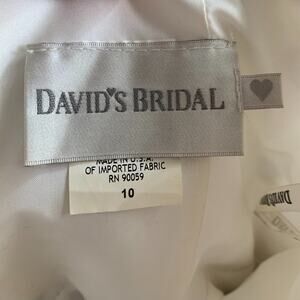 DAVID'S BRIDAL
MADE IN U.S.A.
OF IMPORTED FABRIC
RN 90059
10